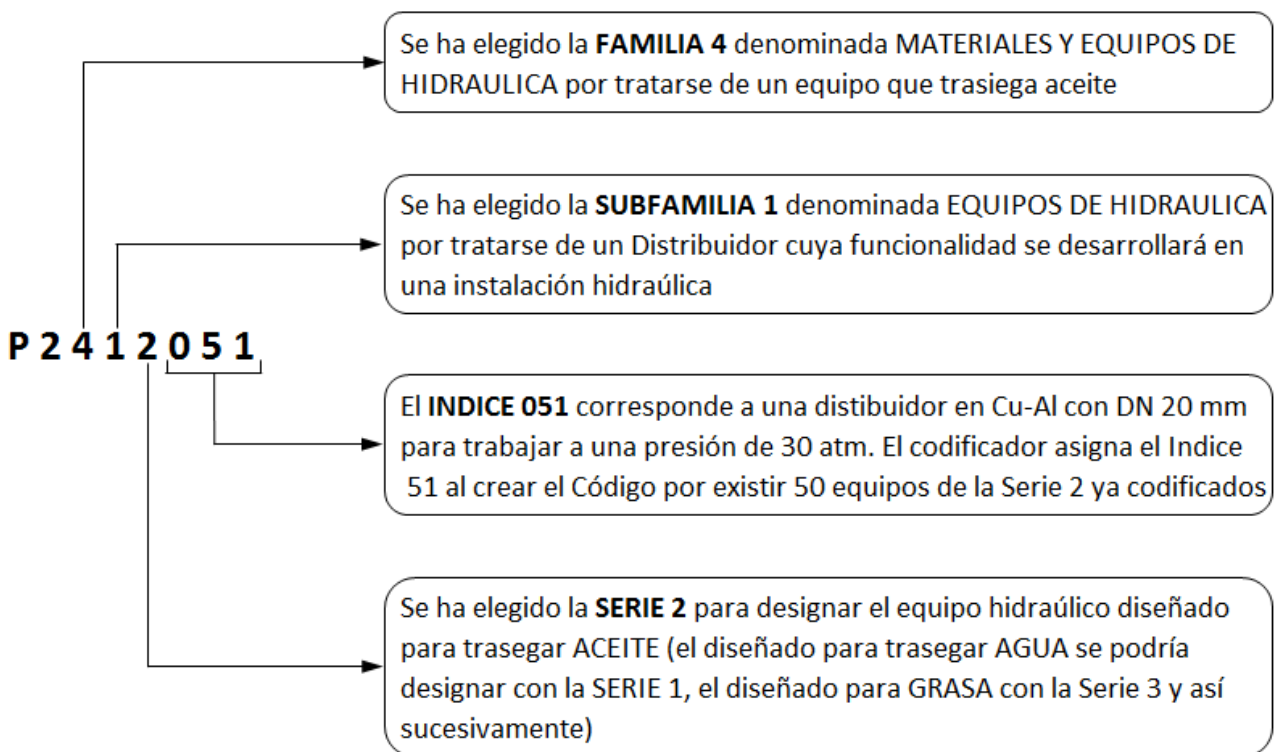 Se ha elegido la FAMILIA 4 denominada MATERIALES Y EQUIPOS DE
HIDRAULICA por tratarse de un equipo que trasiega aceite
Se ha elegido la SUBFAMILIA 1 denominada EQUIPOS DE HIDRAULICA
por tratarse de un Distribuidor cuya funcionalidad se desarrollará en
una instalación hidraúlica
P 2 4 1 2 0 5 1
El INDICE 051 corresponde a una distibuidor en Cu-Al con DN 20 mm
para trabajar a una presión de 30 atm. El codificador asigna el Indice
51 al crear el Código por existir 50 equipos de la Serie 2 ya codificados
Se ha elegido la SERIE 2 para designar el equipo hidraúlico diseñado
para trasegar ACEITE (el diseñado para trasegar AGUA se podría
designar con la SERIE 1, el diseñado para GRASA con la Serie 3 y así
sucesivamente)